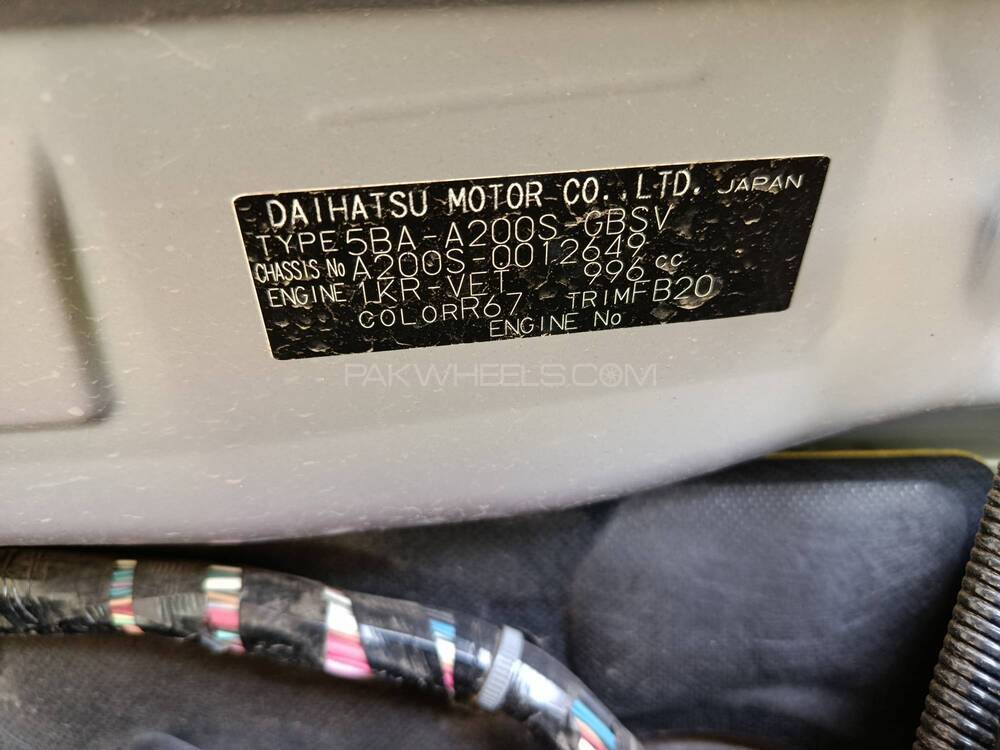 DAIHATSU MOTOR CO.,LTD. JAPAN
TYPE 5BA-A200S-GBSV
CHASSIS No A200S-0012649
ENGINE 1KR-VET 996 cc
COLOR R67 TRIM FB20
ENGINE No
PAKWHEELS.COM